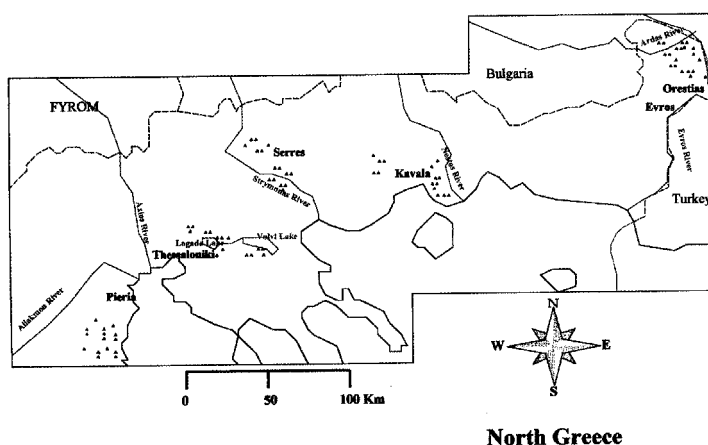 Ardas River
Bulgaria
Orestias
Evros
FYROM
Serres
Kavala
Nestos River
Evros River
Strymonas River
Turkey
Axios River
Lagada Lake
Volvi Lake
Thessaloniki
Aliakmon River
Pieria
N
W
E
S
0
50
100 Km
North Greece